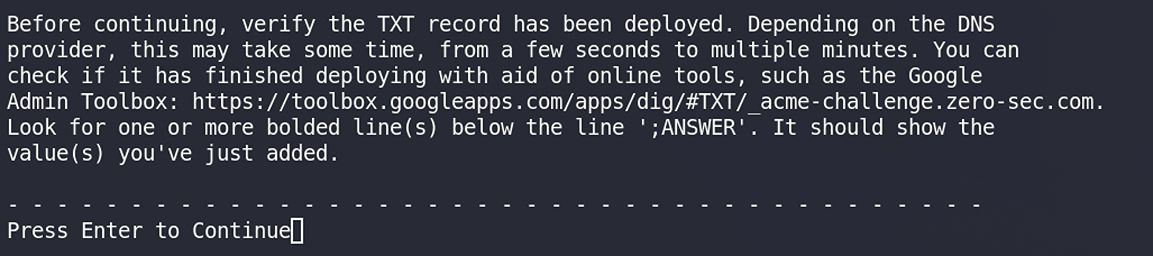 Before continuing, verify the TXT record has been deployed. Depending on the DNS
provider, this may take some time, from a few seconds to multiple minutes. You can
check if it has finished deploying with aid of online tools, such as the Google
Admin Toolbox: https://toolbox.googleapps.com/apps/dig/#TXT/_acme-challenge.zero-sec.com.
Look for one or more bolded line(s) below the line ';ANSWER'. It should show the
value(s) you've just added.
- - - - - - - - - - - - - - - - - - - - - - - - - - - - - - - - - - - - - - - -
Press Enter to Continue